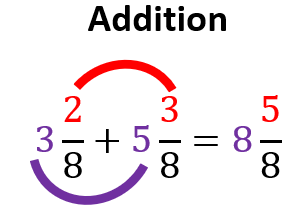 Addition
3 2/8 + 5 3/8 = 8 5/8